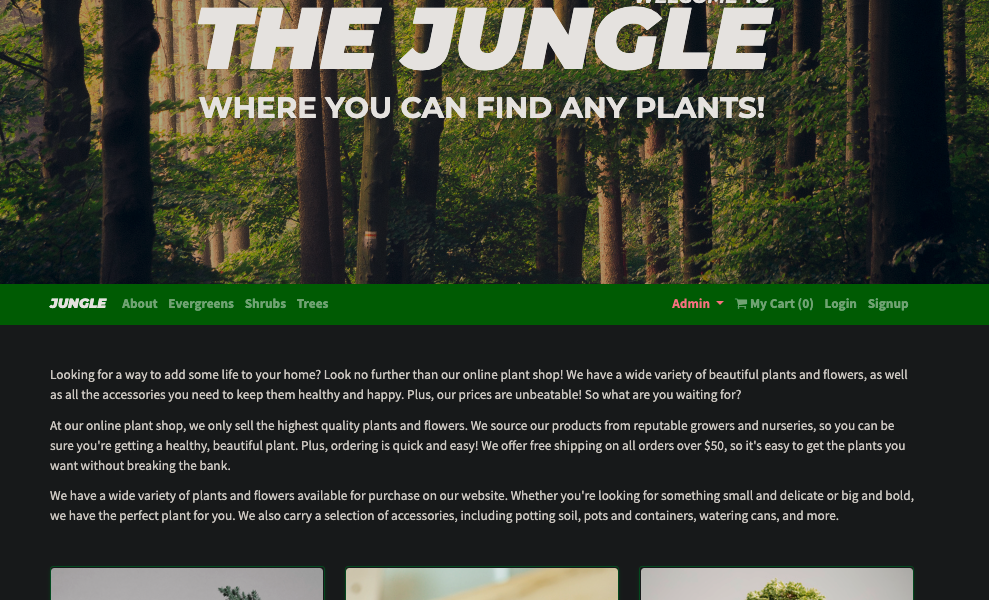 WELCOME TO
THE JUNGLE
WHERE YOU CAN FIND ANY PLANTS!
JUNGLE About Evergreens Shrubs Trees Admin My Cart (0) Login Signup
Looking for a way to add some life to your home? Look no further than our online plant shop! We have a wide variety of beautiful plants and flowers, as well
as all the accessories you need to keep them healthy and happy. Plus, our prices are unbeatable! So what are you waiting for?
At our online plant shop, we only sell the highest quality plants and flowers. We source our products from reputable growers and nurseries, so you can be
sure you're getting a healthy, beautiful plant. Plus, ordering is quick and easy! We offer free shipping on all orders over $50, so it's easy to get the plants you
want without breaking the bank.
We have a wide variety of plants and flowers available for purchase on our website. Whether you're looking for something small and delicate or big and bold,
we have the perfect plant for you. We also carry a selection of accessories, including potting soil, pots and containers, watering cans, and more.